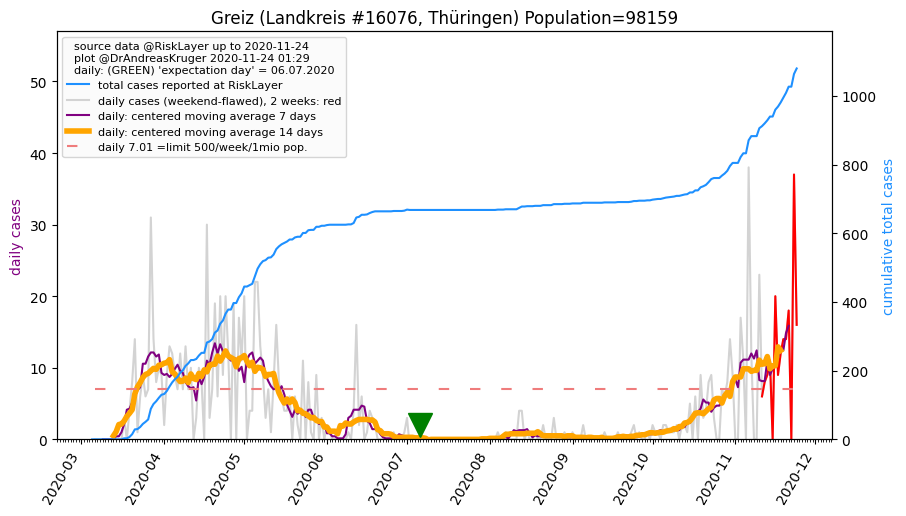 Greiz (Landkreis #16076, Thüringen) Population=98159
source data @RiskLayer up to 2020-11-24
plot @DrAndreasKruger 2020-11-24 01:29
daily: (GREEN) 'expectation day' = 06.07.2020
total cases reported at RiskLayer
daily cases (weekend-flawed), 2 weeks: red
daily: centered moving average 7 days
daily: centered moving average 14 days
daily 7.01 =limit 500/week/1mio pop.
daily cases
50
40
30
20
10
0
cumulative total cases
1000
800
600
400
200
0
2020-03
2020-04
2020-05
2020-06
2020-07
2020-08
2020-09
2020-10
2020-11
2020-12